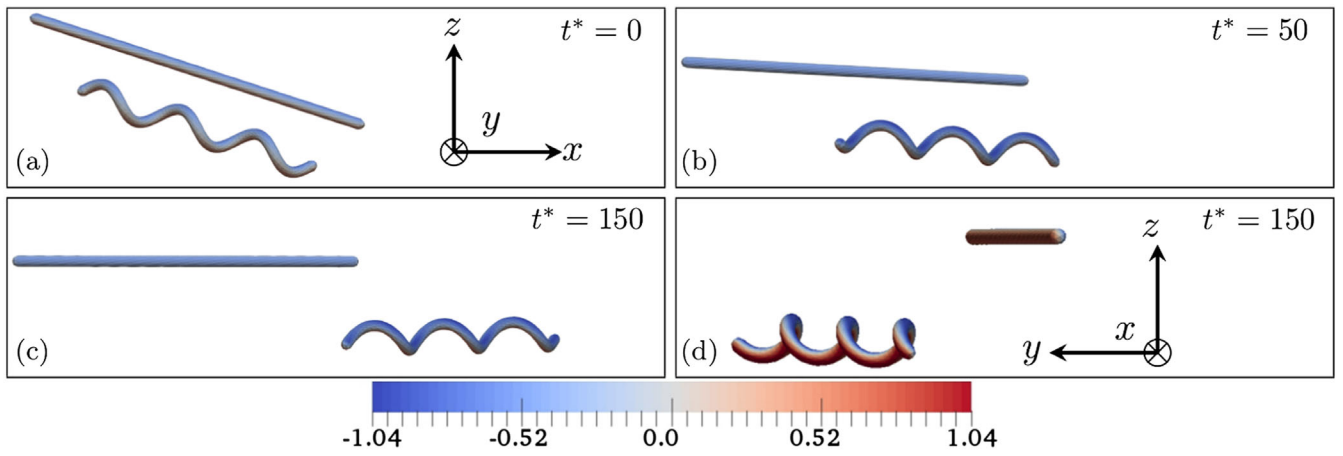 t* = 0
z
y
x
(a)
t* = 50
(b)
t* = 150
(c)
t* = 150
z
x
y
(d)
-1.04 -0.52 0.0 0.52 1.04